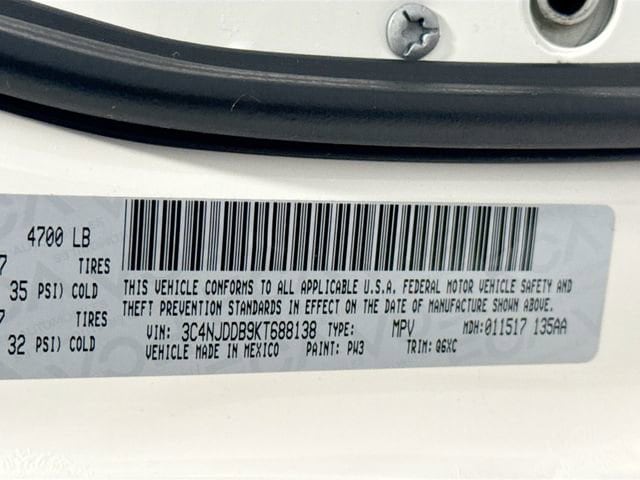 4700 LB
7 TIRES
35 PSI) COLD
7 TIRES
32 PSI) COLD
THIS VEHICLE CONFORMS TO ALL APPLICABLE U.S.A. FEDERAL MOTOR VEHICLE SAFETY AND
THEFT PREVENTION STANDARDS IN EFFECT ON THE DATE OF MANUFACTURE SHOWN ABOVE.
VIN: 3C4NJDDB9KT688138 TYPE: MPV MDH:011517 135AA
VEHICLE MADE IN MEXICO PAINT: PW3 TRIM: Q6XC